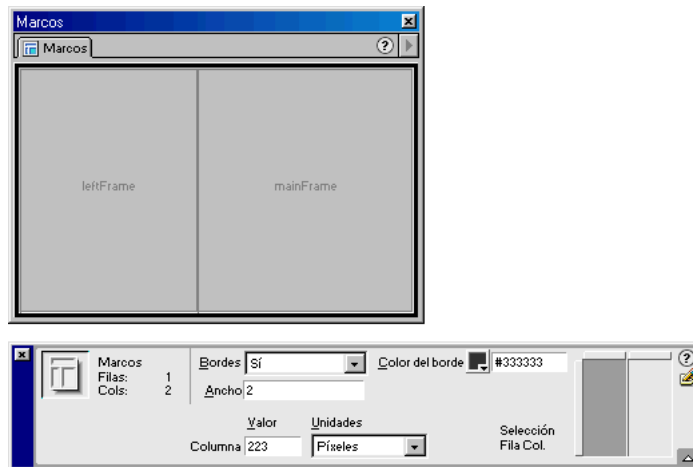 Marcos
Marcos
?
leftFrame mainFrame
Marcos Bordes Sí Color del borde #333333 ?
Filas: 1
Cols: 2 Ancho 2
Valor Unidades
Columna 223 Píxeles
Selección
Fila Col.